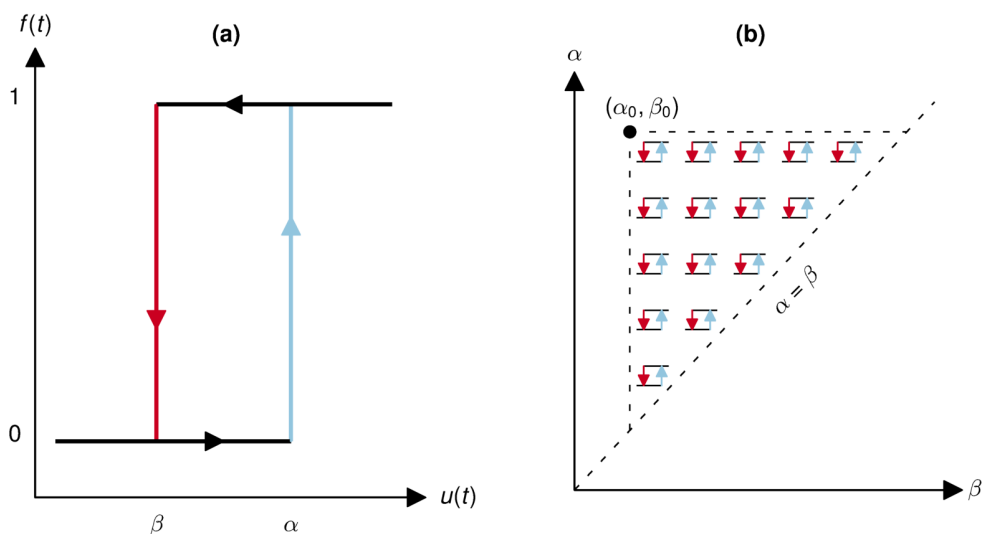 f(t)
(a)
1
0
β
α
u(t)
(b)
α
(α₀, β₀)
α = β
β